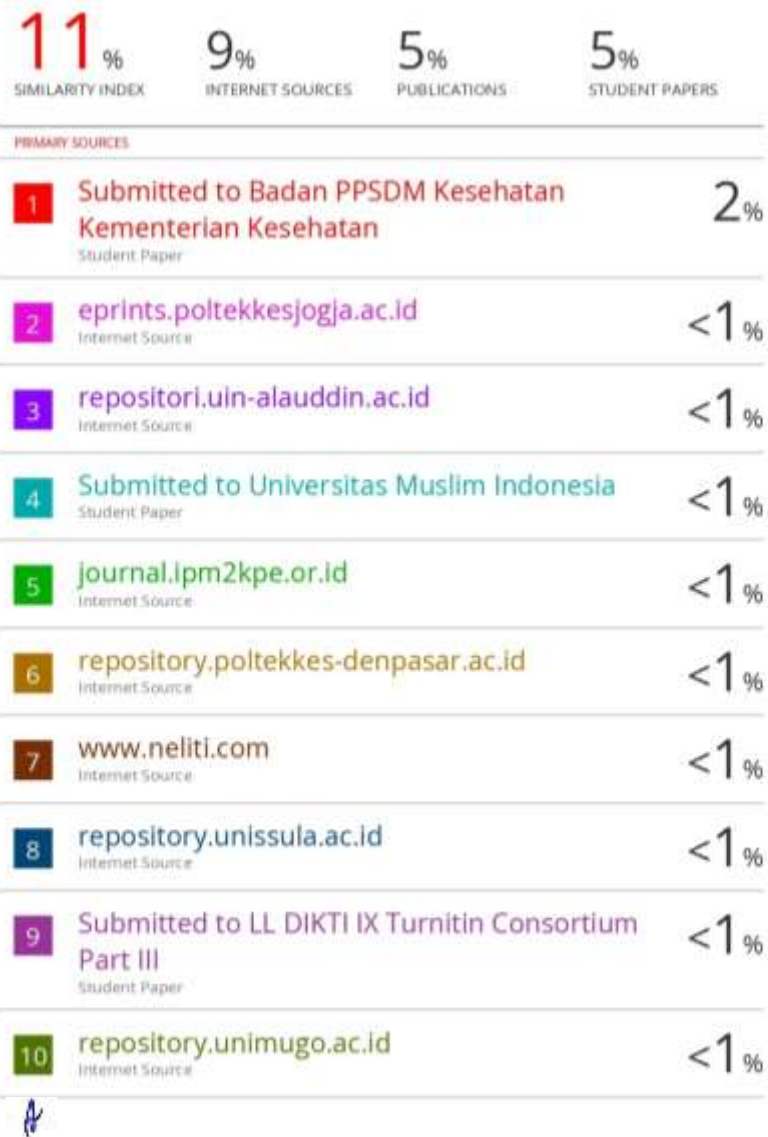 11% 9% 5% 5%
SIMILARITY INDEX INTERNET SOURCES PUBLICATIONS STUDENT PAPERS
PRIMARY SOURCES
1 Submitted to Badan PPSDM Kesehatan 2%
Kementerian Kesehatan
Student Paper
2 eprints.poltekkesjogja.ac.id <1%
Internet Source
3 repositori.uin-alauddin.ac.id <1%
Internet Source
4 Submitted to Universitas Muslim Indonesia <1%
Student Paper
5 journal.ipm2kpe.or.id <1%
Internet Source
6 repository.poltekkes-denpasar.ac.id <1%
Internet Source
7 www.neliti.com <1%
Internet Source
8 repository.unissula.ac.id <1%
Internet Source
9 Submitted to LL DIKTI IX Turnitin Consortium <1%
Part III
Student Paper
10 repository.unimugo.ac.id <1%
Internet Source